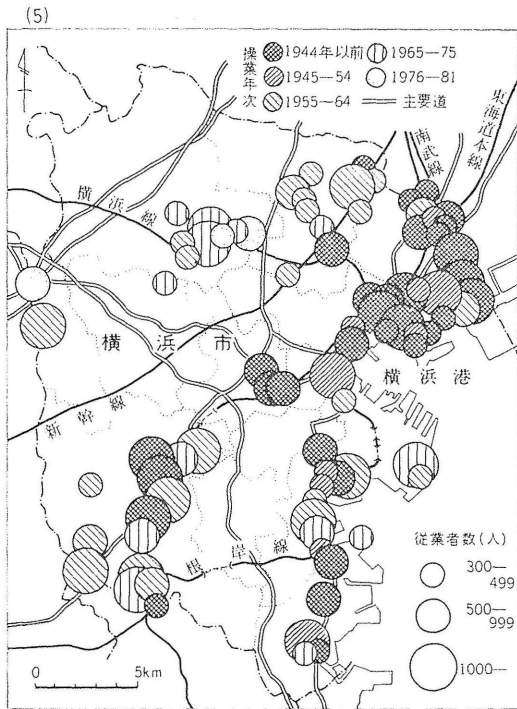 (5)
操業年次
1944年以前
1965―75
1945―54
1976―81
1955―64
主要道
東海道本線
南武線
横浜線
横浜市
横浜港
新幹線
根岸線
従業者数(人)
300―499
500―999
1000―
0
5km